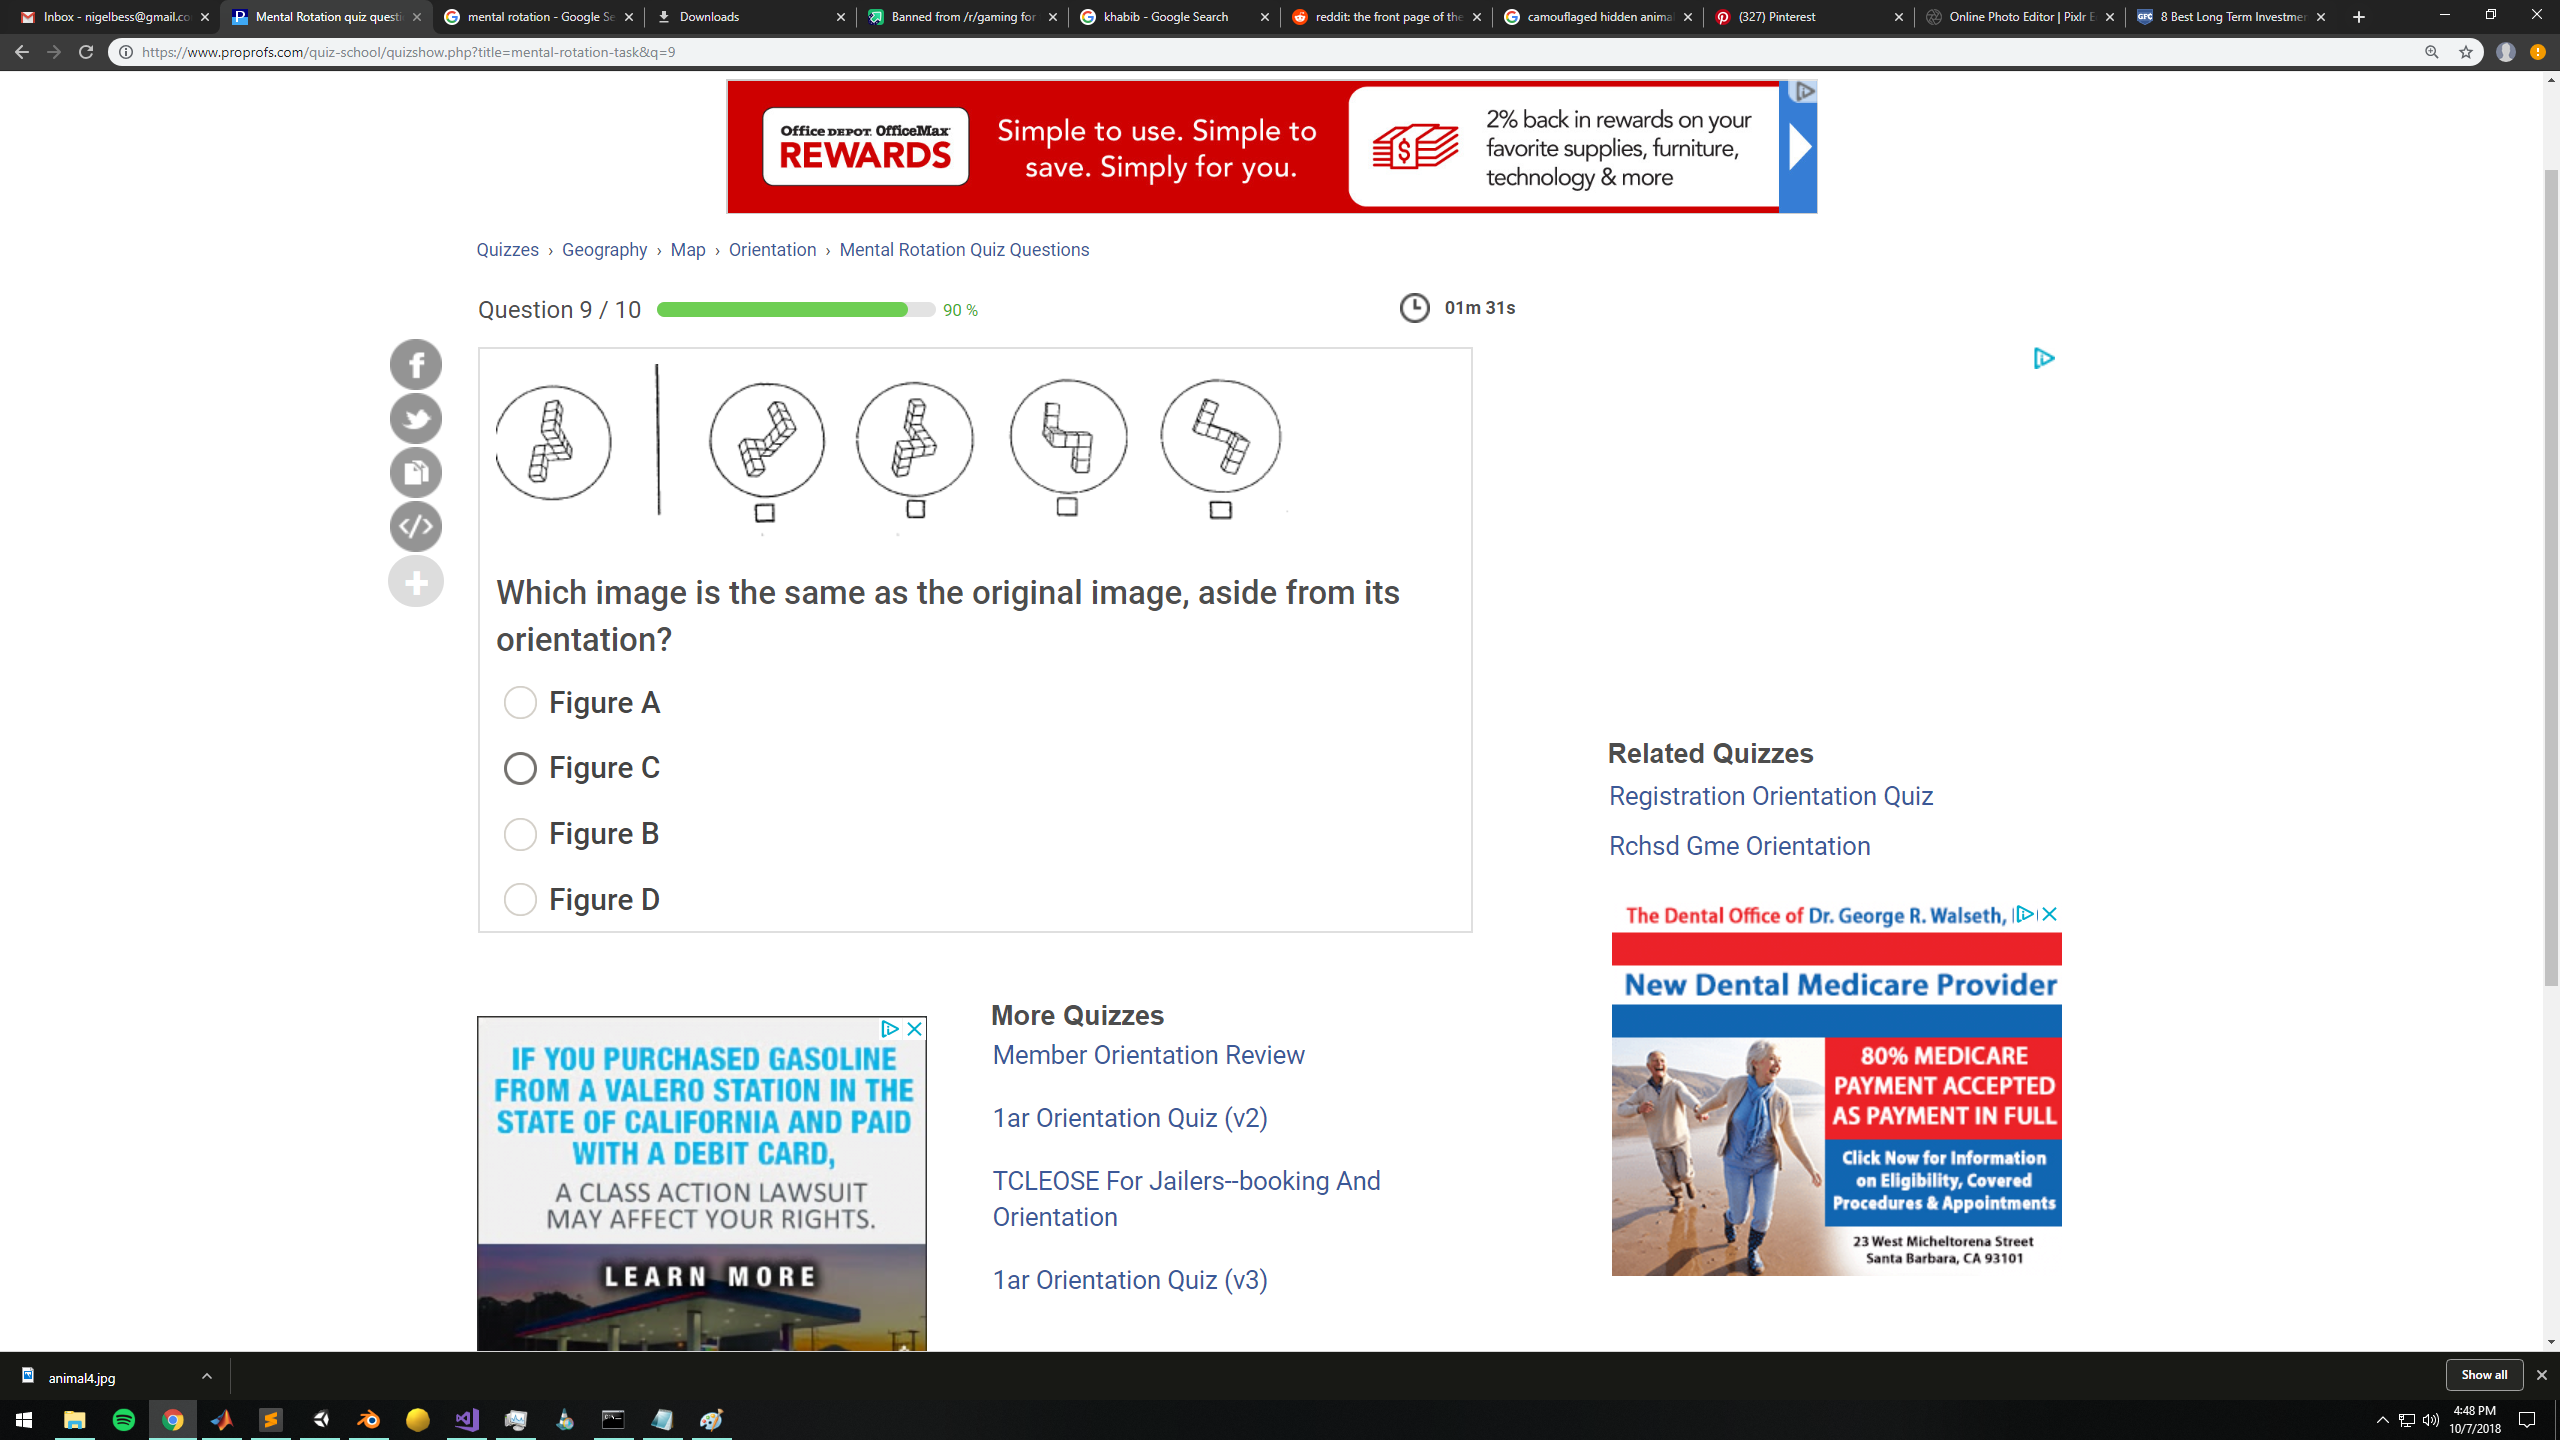 Inbox - nigelbess@gmail.co
Mental Rotation quiz questi
mental rotation - Google Se
Downloads
Banned from /r/gaming for
khabib - Google Search
reddit: the front page of the
camouflaged hidden anima
(327) Pinterest
Online Photo Editor | Pixlr E
GFC
8 Best Long Term Investmen
https://www.proprofs.com/quiz-school/quizshow.php?title=mental-rotation-task&q=9
Office DEPOT OfficeMax
REWARDS
Simple to use. Simple to
save. Simply for you.
2% back in rewards on your
favorite supplies, furniture,
technology & more
Quizzes › Geography › Map › Orientation › Mental Rotation Quiz Questions
Question 9 / 10
90 %
01m 31s
Which image is the same as the original image, aside from its
orientation?
Figure A
Figure C
Figure B
Figure D
Related Quizzes
Registration Orientation Quiz
Rchsd Gme Orientation
The Dental Office of Dr. George R. Walseth,
New Dental Medicare Provider
80% MEDICARE
PAYMENT ACCEPTED
AS PAYMENT IN FULL
Click Now for Information
on Eligibility, Covered
Procedures & Appointments
23 West Micheltorena Street
Santa Barbara, CA 93101
IF YOU PURCHASED GASOLINE
FROM A VALERO STATION IN THE
STATE OF CALIFORNIA AND PAID
WITH A DEBIT CARD,
A CLASS ACTION LAWSUIT
MAY AFFECT YOUR RIGHTS.
LEARN MORE
More Quizzes
Member Orientation Review
1ar Orientation Quiz (v2)
TCLEOSE For Jailers--booking And
Orientation
1ar Orientation Quiz (v3)
animal4.jpg
Show all
4:48 PM
10/7/2018